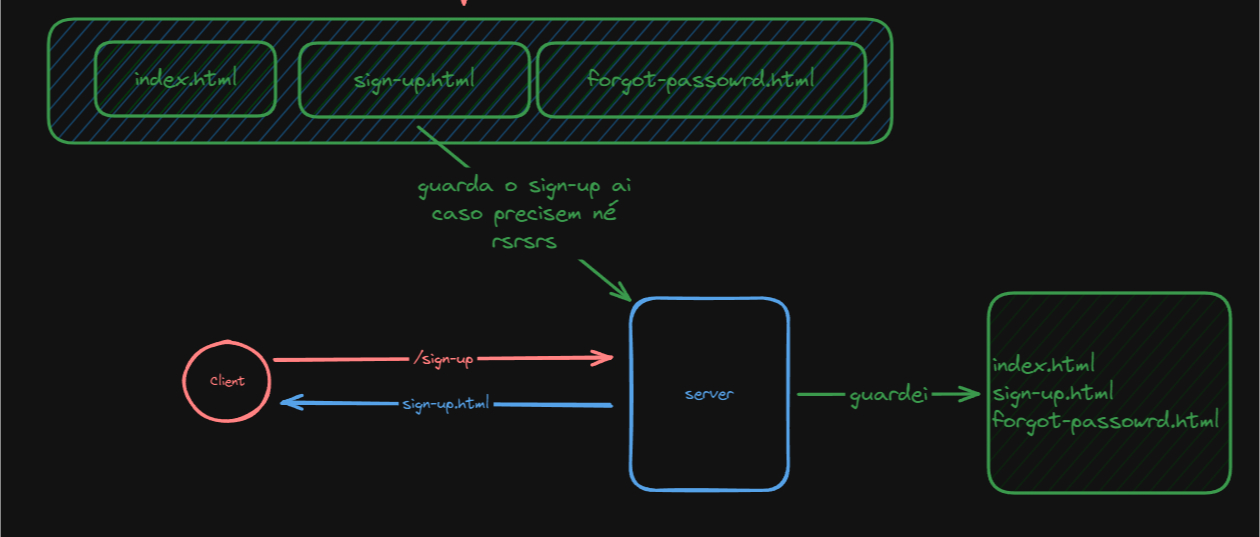 index.html
sign-up.html
forgot-passowrd.html
guarda o sign-up ai
caso precisem né
rsrsrs
client
/sign-up
sign-up.html
server
guardei
index.html
sign-up.html
forgot-passowrd.html